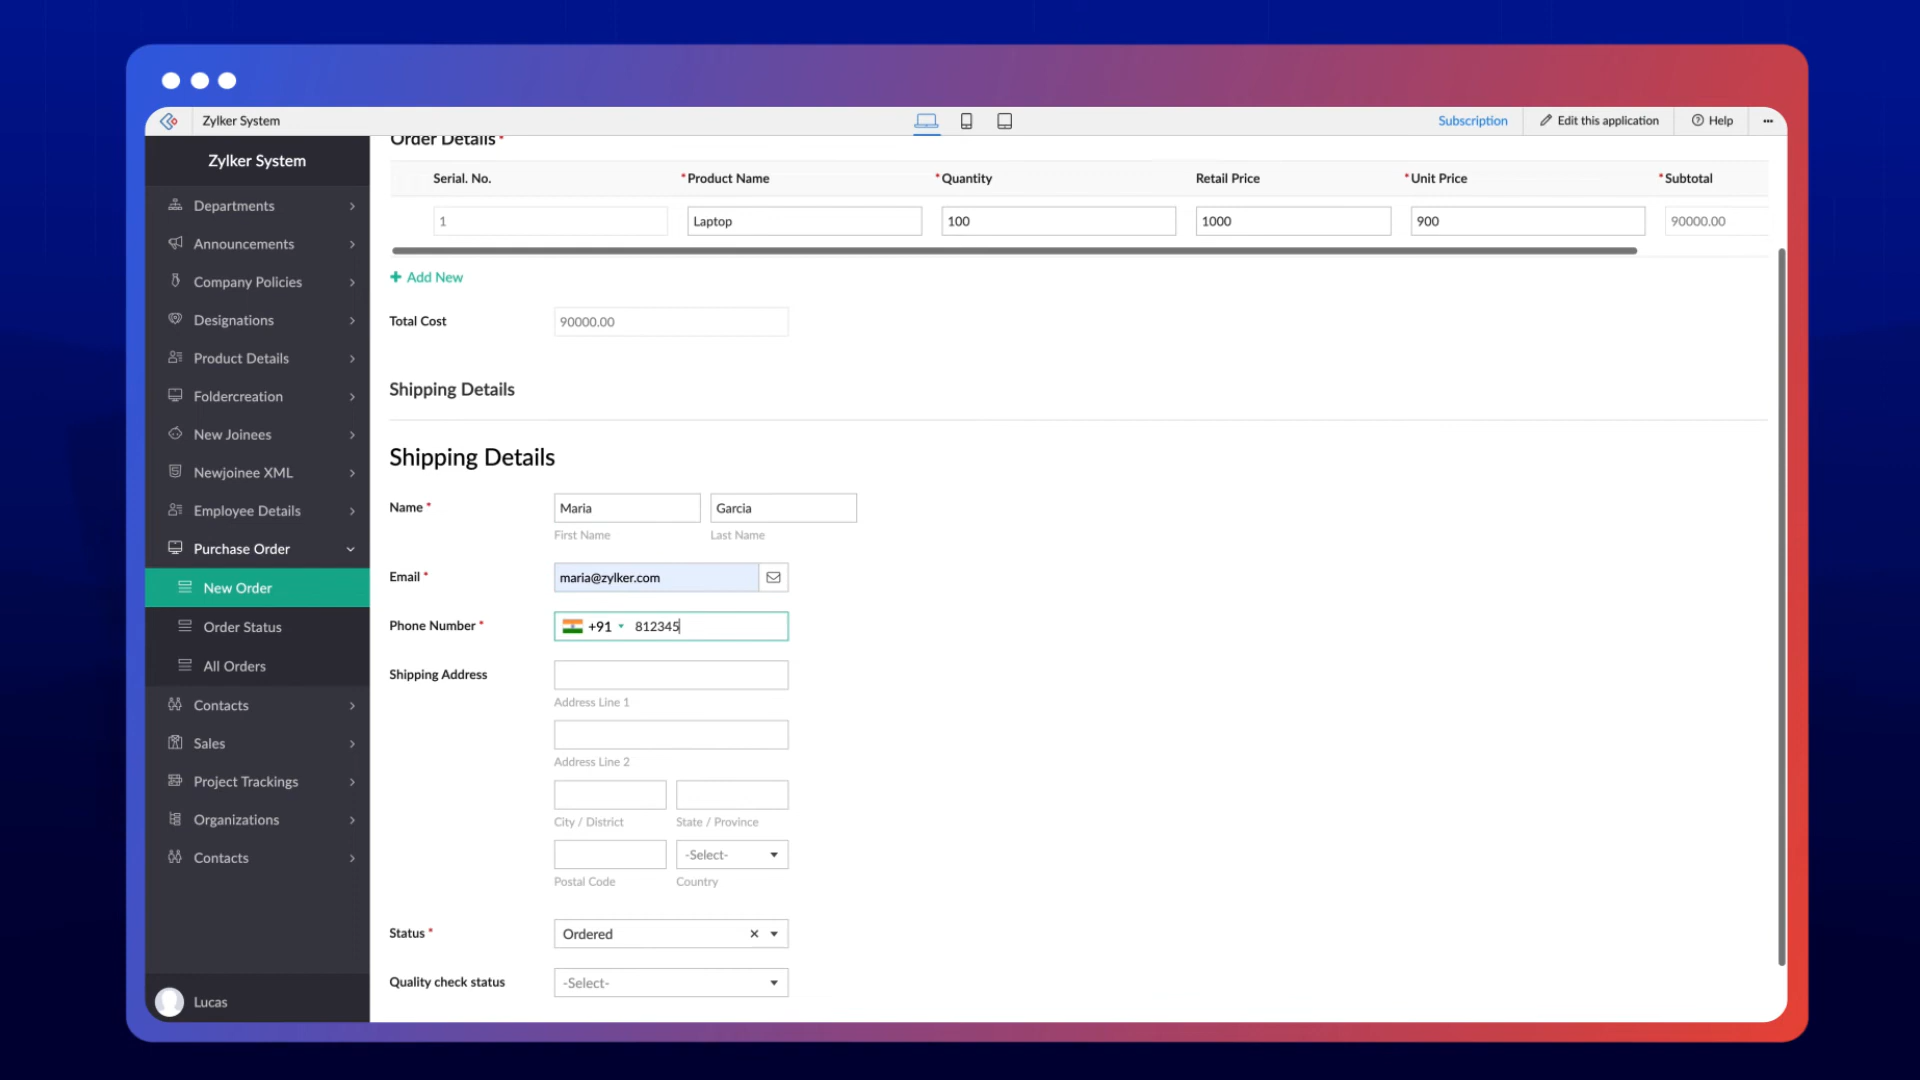 Zylker System
Subscription
Edit this application
Help
Zylker System
Departments
Announcements
Company Policies
Designations
Product Details
Foldercreation
New Joinees
Newjoinee XML
Employee Details
Purchase Order
New Order
Order Status
All Orders
Contacts
Sales
Project Trackings
Organizations
Contacts
Lucas
Order Details *
Serial. No. * Product Name * Quantity Retail Price * Unit Price * Subtotal
1 Laptop 100 1000 900 90000.00
+ Add New
Total Cost 90000.00
Shipping Details
Shipping Details
Name * Maria Garcia
First Name Last Name
Email * maria@zylker.com
Phone Number * +91 812345
Shipping Address
Address Line 1
Address Line 2
City / District State / Province
-Select-
Postal Code Country
Status * Ordered
Quality check status -Select-